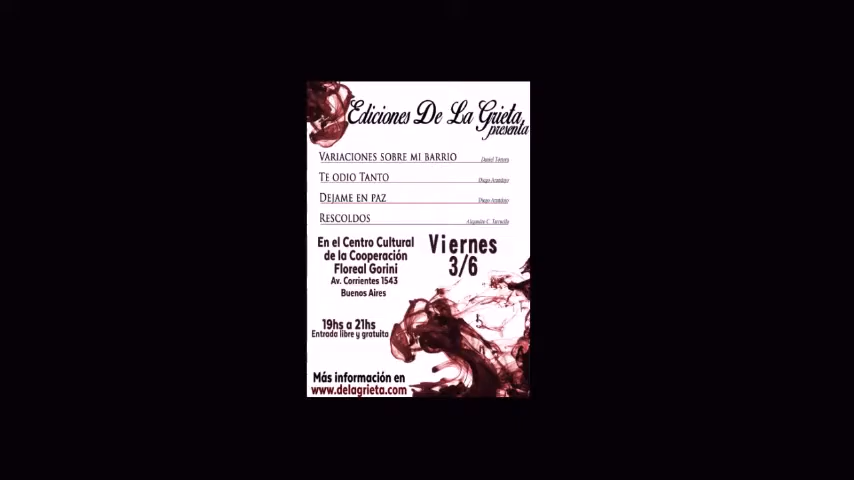 Ediciones De La Grieta
presenta
VARIACIONES SOBRE MI BARRIO Daniel
TE ODIO TANTO Diego
DEJAME EN PAZ Diego
RESCOLDOS Alejandro C.
En el Centro Cultural
de la Cooperación
Floreal Gorini
Av. Corrientes 1543
Buenos Aires
Viernes
3/6
19hs a 21hs
Entrada libre y gratuita
Más información en
www.delagrieta.com